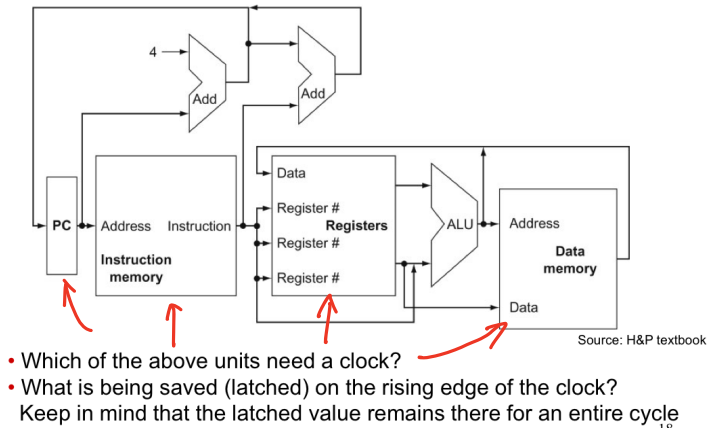 4
Add
Add
Data
Register #
Register #
Registers
Register #
PC
Address
Instruction
Instruction
memory
ALU
Address
Data
memory
Data
Source: H&P textbook
• Which of the above units need a clock?
• What is being saved (latched) on the rising edge of the clock?
Keep in mind that the latched value remains there for an entire cycle
18